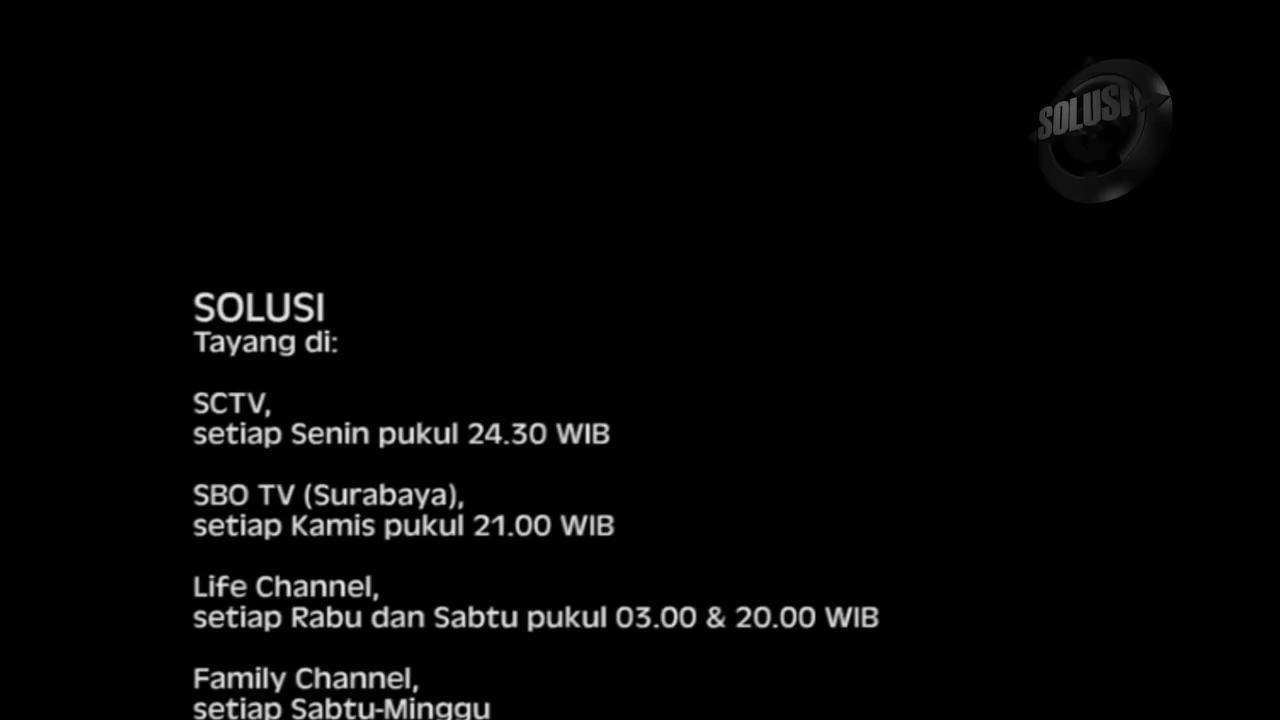 SOLUSI
SOLUSI
Tayang di:
SCTV,
setiap Senin pukul 24.30 WIB
SBO TV (Surabaya),
setiap Kamis pukul 21.00 WIB
Life Channel,
setiap Rabu dan Sabtu pukul 03.00 & 20.00 WIB
Family Channel,
setiap Sabtu-Minggu